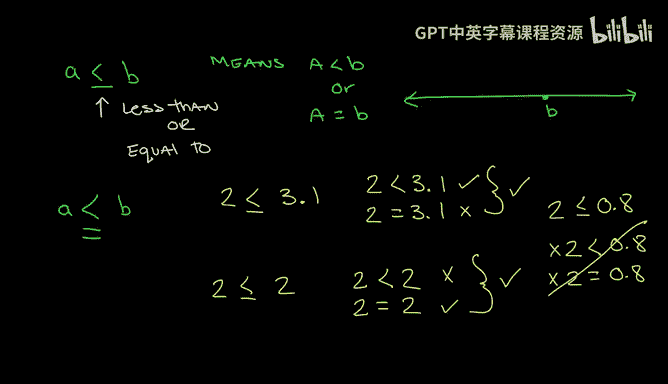 GPT中英字幕课程资源 bilibili
a ≤ b
MEANS A < b
or
A = b
↑ Less than
OR
Equal to
b
a ≦ b
2 ≤ 3.1
2 < 3.1 ✓
2 = 3.1 ×
} ✓
2 ≤ 0.8
×2 < 0.8
×2 = 0.8
2 ≤ 2
2 < 2 ×
2 = 2 ✓
} ✓